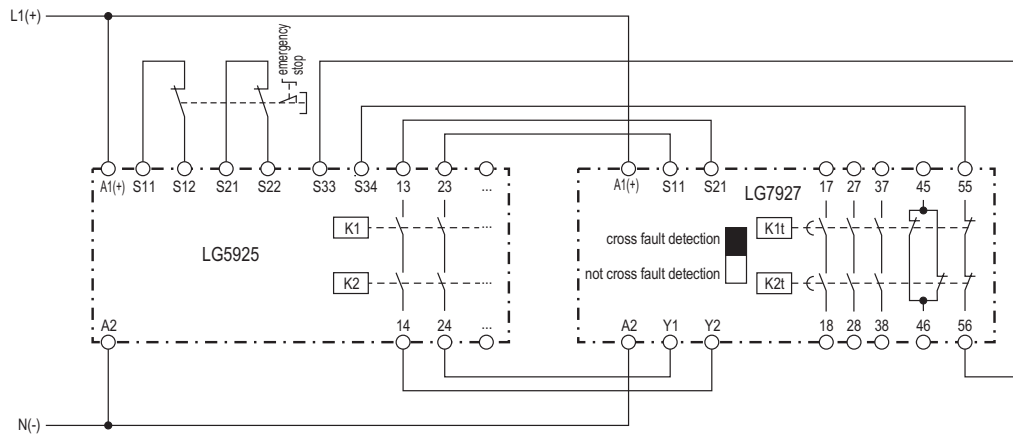 L1(+)
emergency
stop
A1(+) S11 S12 S21 S22 S33 S34 13 23 ...
A1(+) S11 S21 17 27 37 45 55
LG7927
K1 ...
cross fault detection
K1t
LG5925
not cross fault detection
K2 ...
K2t
A2 14 24 ...
A2 Y1 Y2 18 28 38 46 56
N(-)